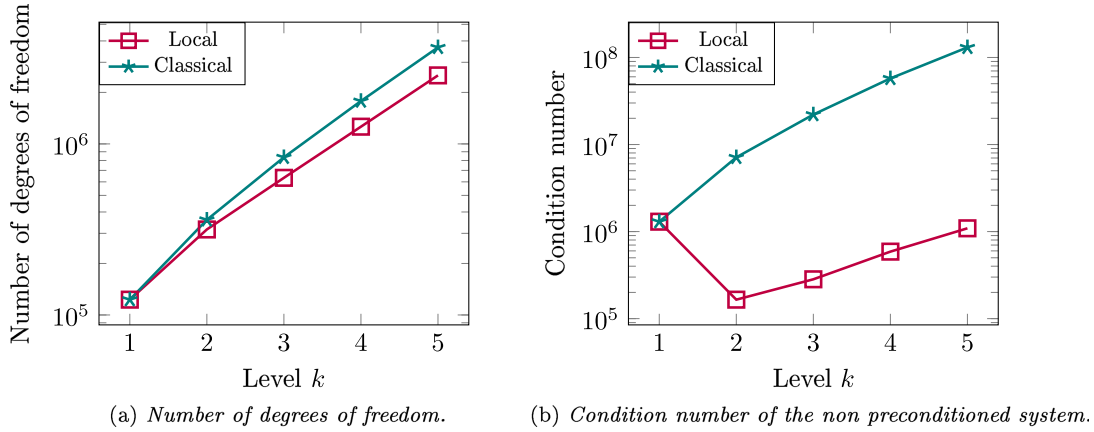 Number of degrees of freedom
10^6
10^5
Local
Classical
1 2 3 4 5
Level k
(a) Number of degrees of freedom.
Condition number
10^8
10^7
10^6
10^5
Local
Classical
1 2 3 4 5
Level k
(b) Condition number of the non preconditioned system.